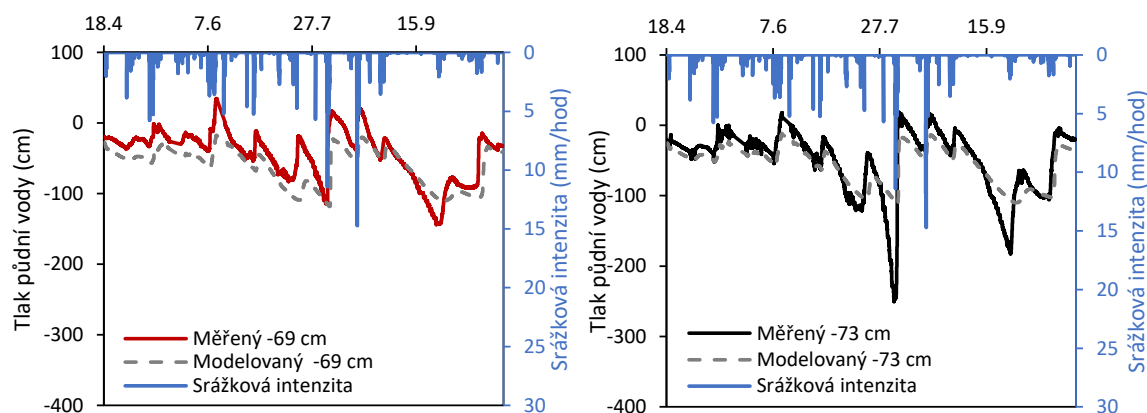 18.4 7.6 27.7 15.9
100
0
-100
-200
-300
-400
Tlak půdní vody (cm)
0
5
10
15
20
25
30
Srážková intenzita (mm/hod)
Měřený -69 cm
Modelovaný -69 cm
Srážková intenzita
18.4 7.6 27.7 15.9
100
0
-100
-200
-300
-400
Tlak půdní vody (cm)
0
5
10
15
20
25
30
Srážková intenzita (mm/hod)
Měřený -73 cm
Modelovaný -73 cm
Srážková intenzita